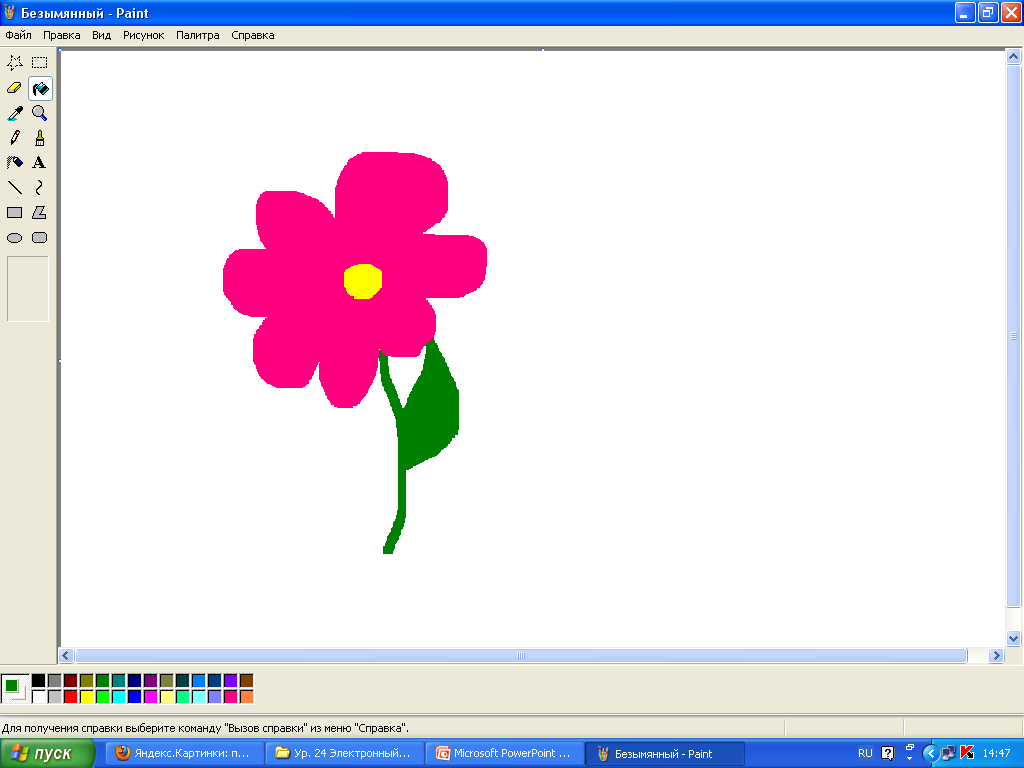 Безымянный - Paint
Файл Правка Вид Рисунок Палитра Справка
A
Для получения справки выберите команду "Вызов справки" из меню "Справка".
пуск Яндекс.Картинки: п... Ур. 24 Электронный... Microsoft PowerPoint ... Безымянный - Paint RU 14:47